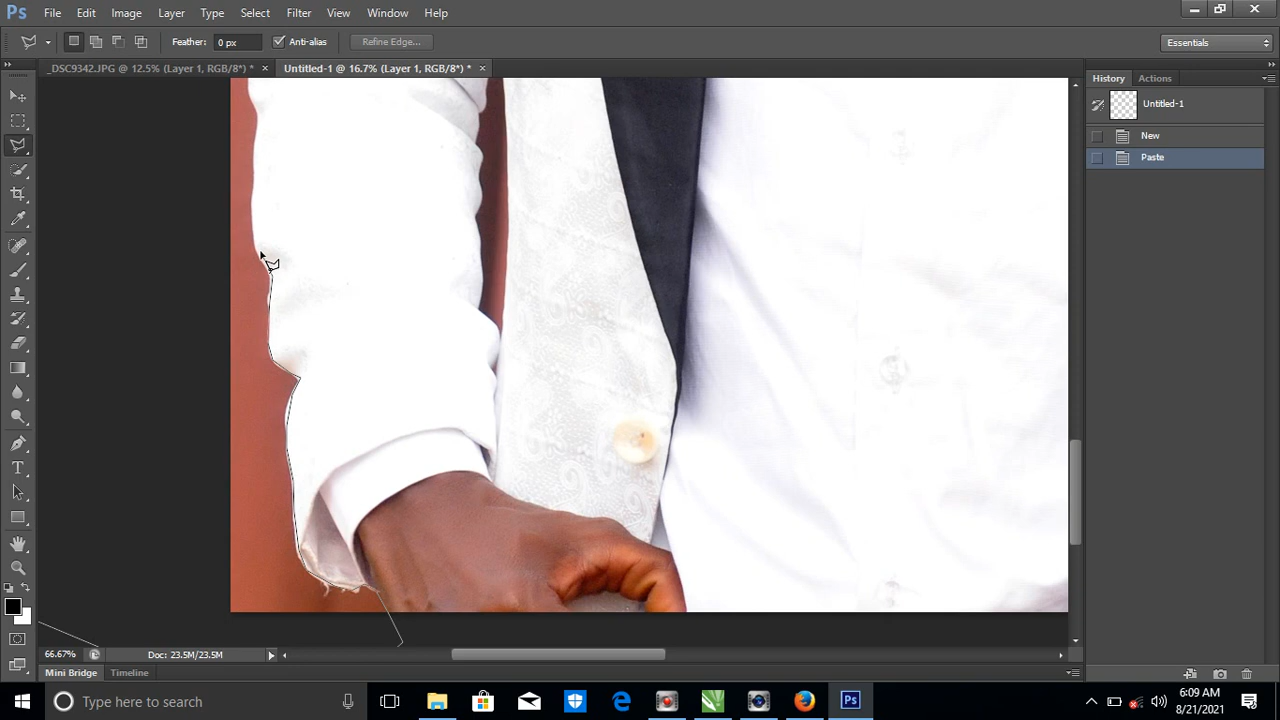 Ps File Edit Image Layer Type Select Filter View Window Help
Feather: 0 px Anti-alias Refine Edge... Essentials
_DSC9342.JPG @ 12.5% (Layer 1, RGB/8*) * × Untitled-1 @ 16.7% (Layer 1, RGB/8*) * × History Actions
Untitled-1
New
Paste
T
66.67% Doc: 23.5M/23.5M
Mini Bridge Timeline
Type here to search
Ps
6:09 AM
8/21/2021